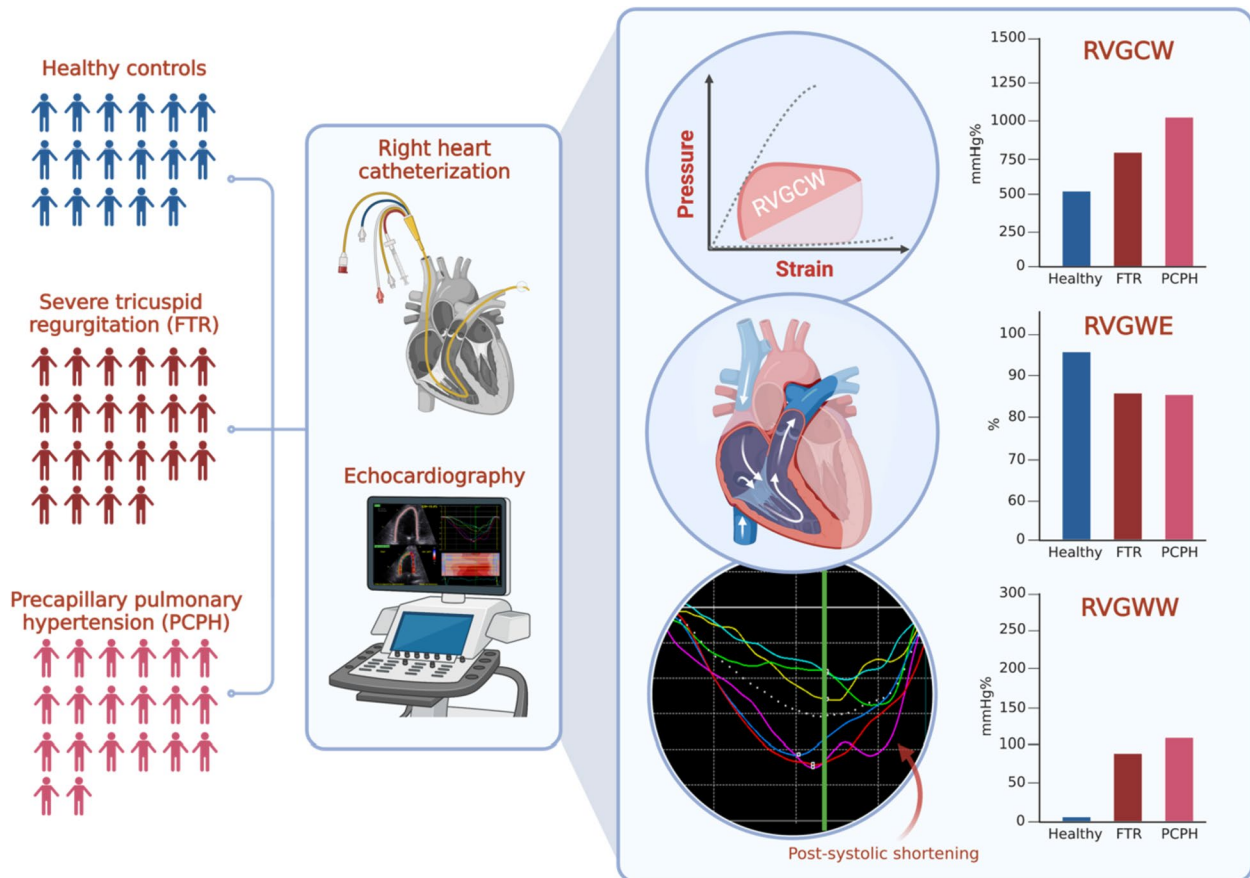 Healthy controls
Severe tricuspid
regurgitation (FTR)
Precapillary pulmonary
hypertension (PCPH)
Right heart
catheterization
Echocardiography
Pressure
RVGCW
Strain
Post-systolic shortening
RVGCW
mmHg%
1500
1250
1000
750
500
250
0
Healthy FTR PCPH
RVGWE
%
100
90
80
70
60
0
Healthy FTR PCPH
RVGWW
mmHg%
300
250
200
150
100
50
0
Healthy FTR PCPH